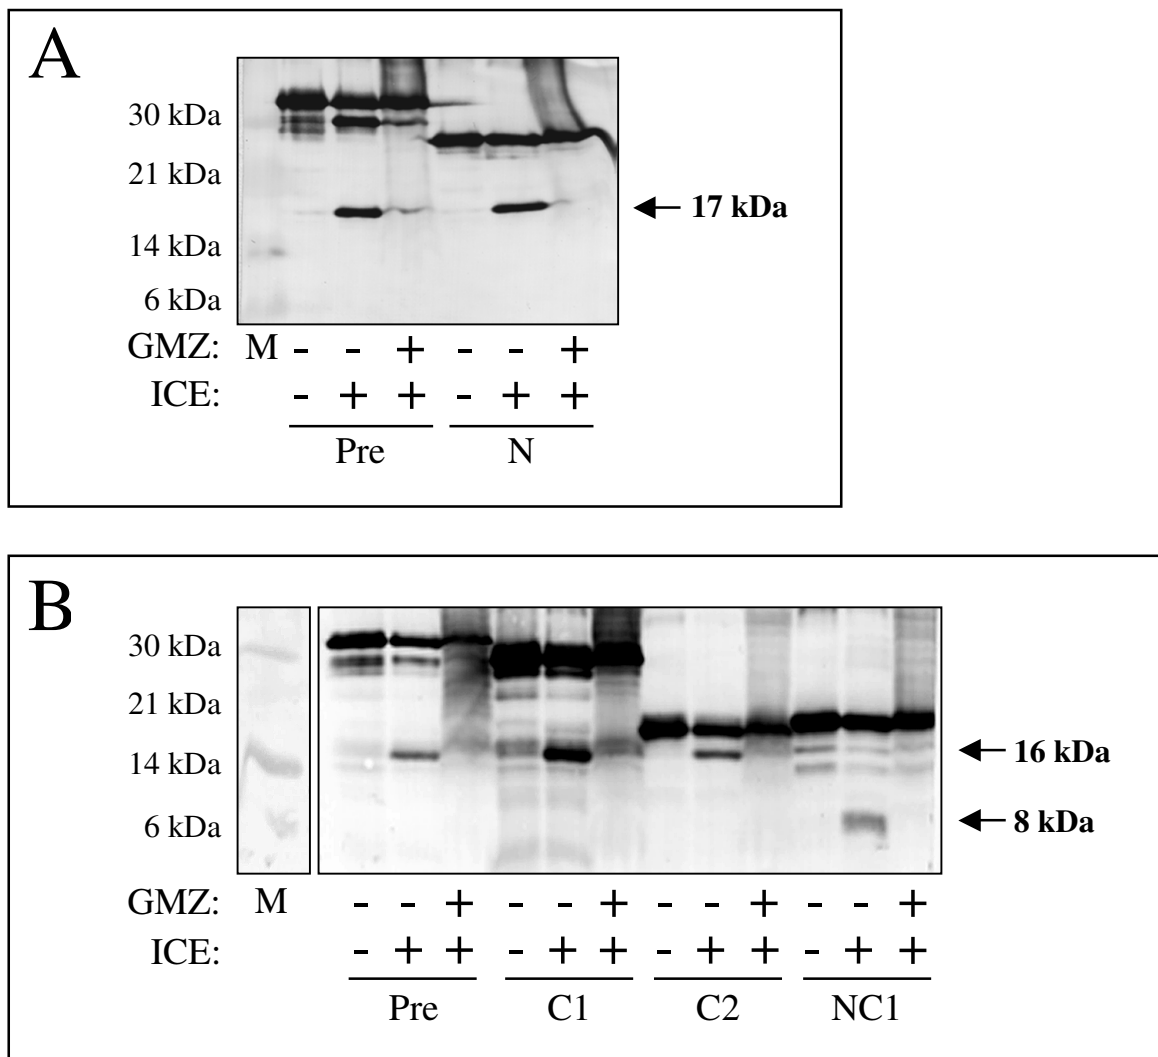 A
30 kDa
21 kDa
17 kDa
14 kDa
6 kDa
GMZ: M - - + - - +
ICE: - + + - + +
Pre N
B
30 kDa
21 kDa
16 kDa
14 kDa
6 kDa
8 kDa
GMZ: M - - + - - + - - + - - +
ICE: - + + - + + - + + - + +
Pre C1 C2 NC1